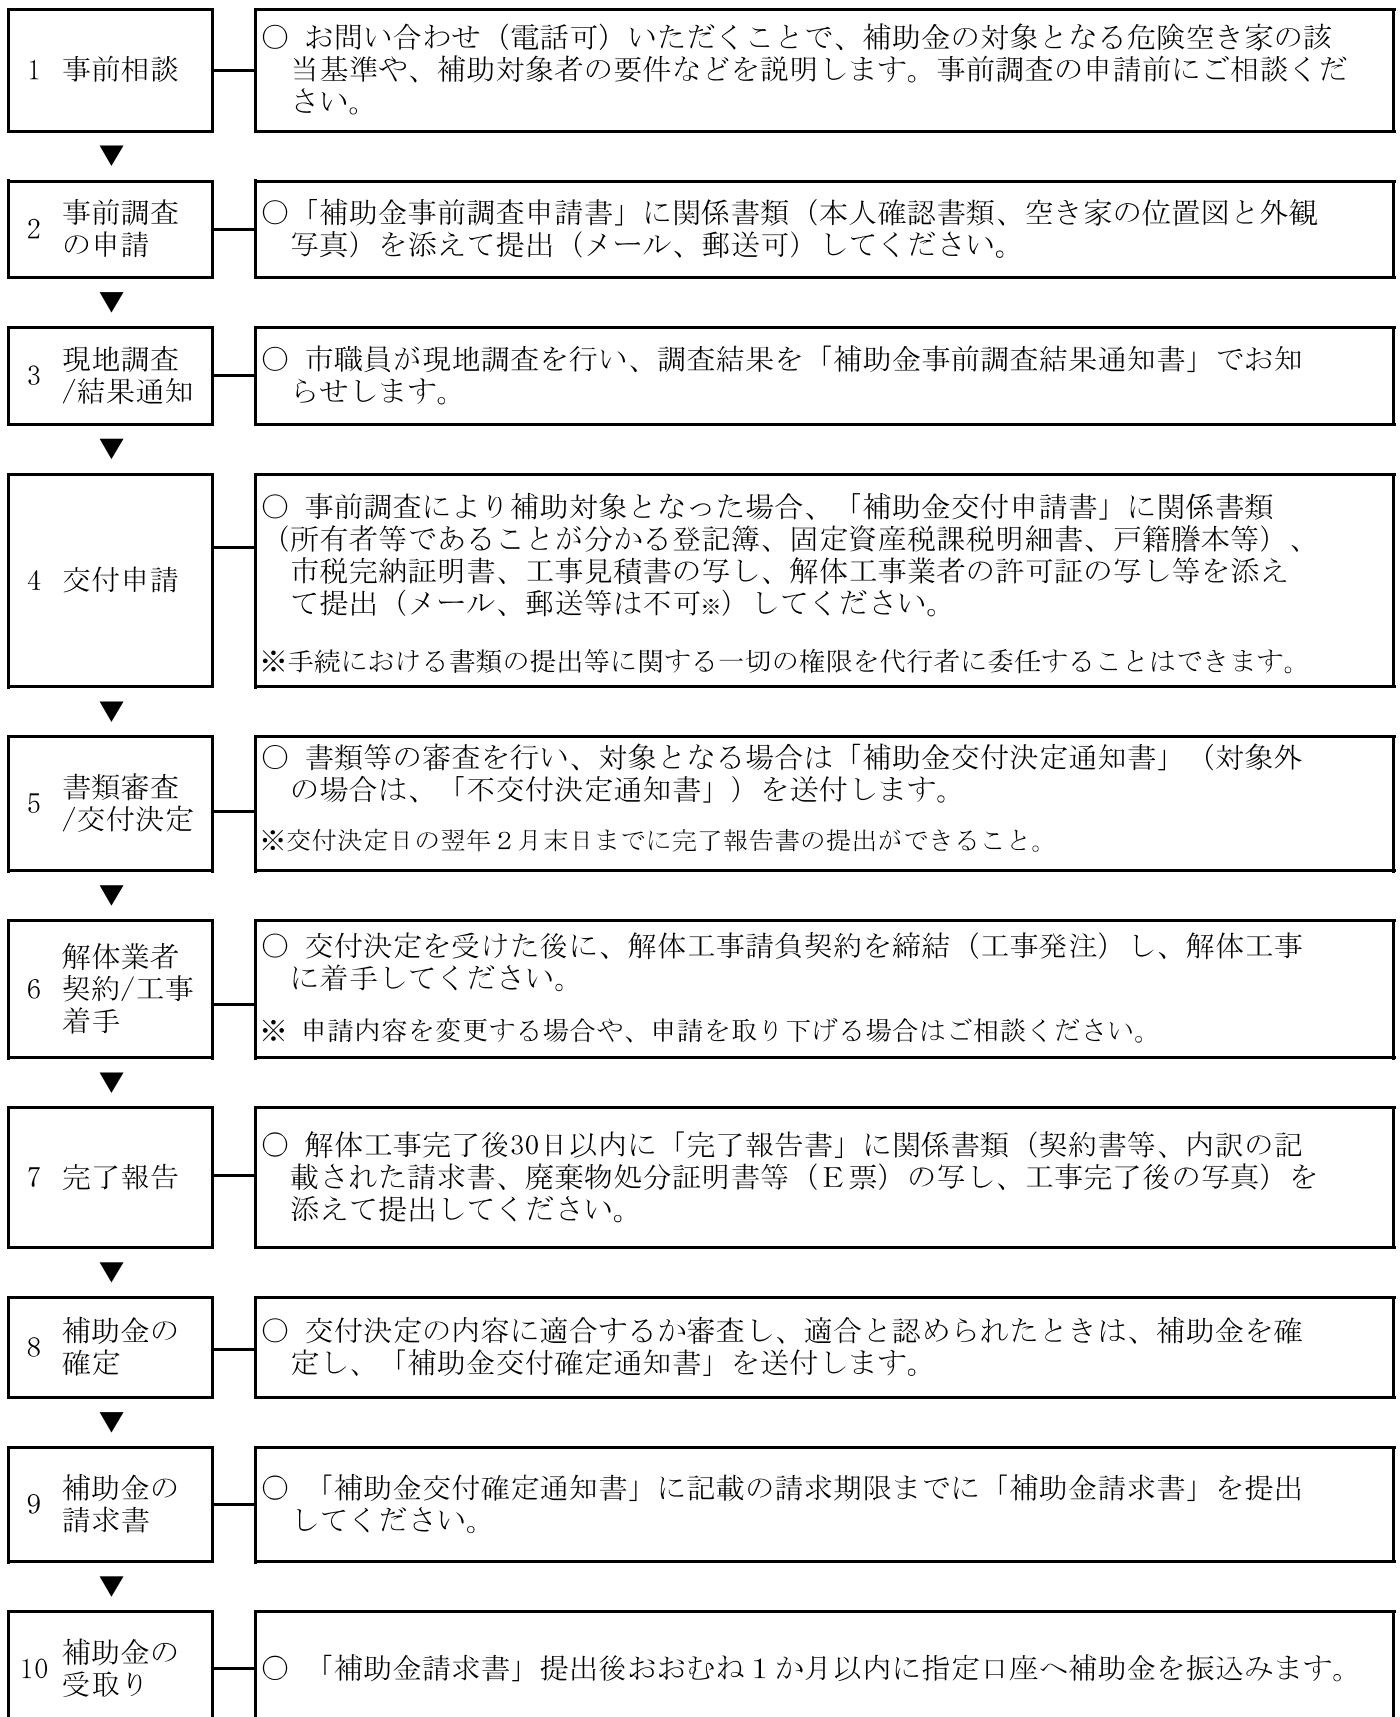 1 事前相談
○ お問い合わせ（電話可）いただくことで、補助金の対象となる危険空き家の該
当基準や、補助対象者の要件などを説明します。事前調査の申請前にご相談くだ
さい。
▼
2 事前調査
の申請
○「補助金事前調査申請書」に関係書類（本人確認書類、空き家の位置図と外観
写真）を添えて提出（メール、郵送可）してください。
▼
3 現地調査
/結果通知
○ 市職員が現地調査を行い、調査結果を「補助金事前調査結果通知書」でお知
らせします。
▼
4 交付申請
○ 事前調査により補助対象となった場合、「補助金交付申請書」に関係書類
（所有者等であることが分かる登記簿、固定資産税課税明細書、戸籍謄本等）、
市税完納証明書、工事見積書の写し、解体工事業者の許可証の写し等を添え
て提出（メール、郵送等は不可※）してください。
※手続における書類の提出等に関する一切の権限を代行者に委任することはできます。
▼
5 書類審査
/交付決定
○ 書類等の審査を行い、対象となる場合は「補助金交付決定通知書」（対象外
の場合は、「不交付決定通知書」）を送付します。
※交付決定日の翌年２月末日までに完了報告書の提出ができること。
▼
6 解体業者
契約/工事
着手
○ 交付決定を受けた後に、解体工事請負契約を締結（工事発注）し、解体工事
に着手してください。
※ 申請内容を変更する場合や、申請を取り下げる場合はご相談ください。
▼
7 完了報告
○ 解体工事完了後30日以内に「完了報告書」に関係書類（契約書等、内訳の記
載された請求書、廃棄物処分証明書等（Ｅ票）の写し、工事完了後の写真）を
添えて提出してください。
▼
8 補助金の
確定
○ 交付決定の内容に適合するか審査し、適合と認められたときは、補助金を確
定し、「補助金交付確定通知書」を送付します。
▼
9 補助金の
請求書
○ 「補助金交付確定通知書」に記載の請求期限までに「補助金請求書」を提出
してください。
▼
10 補助金の
受取り
○ 「補助金請求書」提出後おおむね１か月以内に指定口座へ補助金を振込みます。